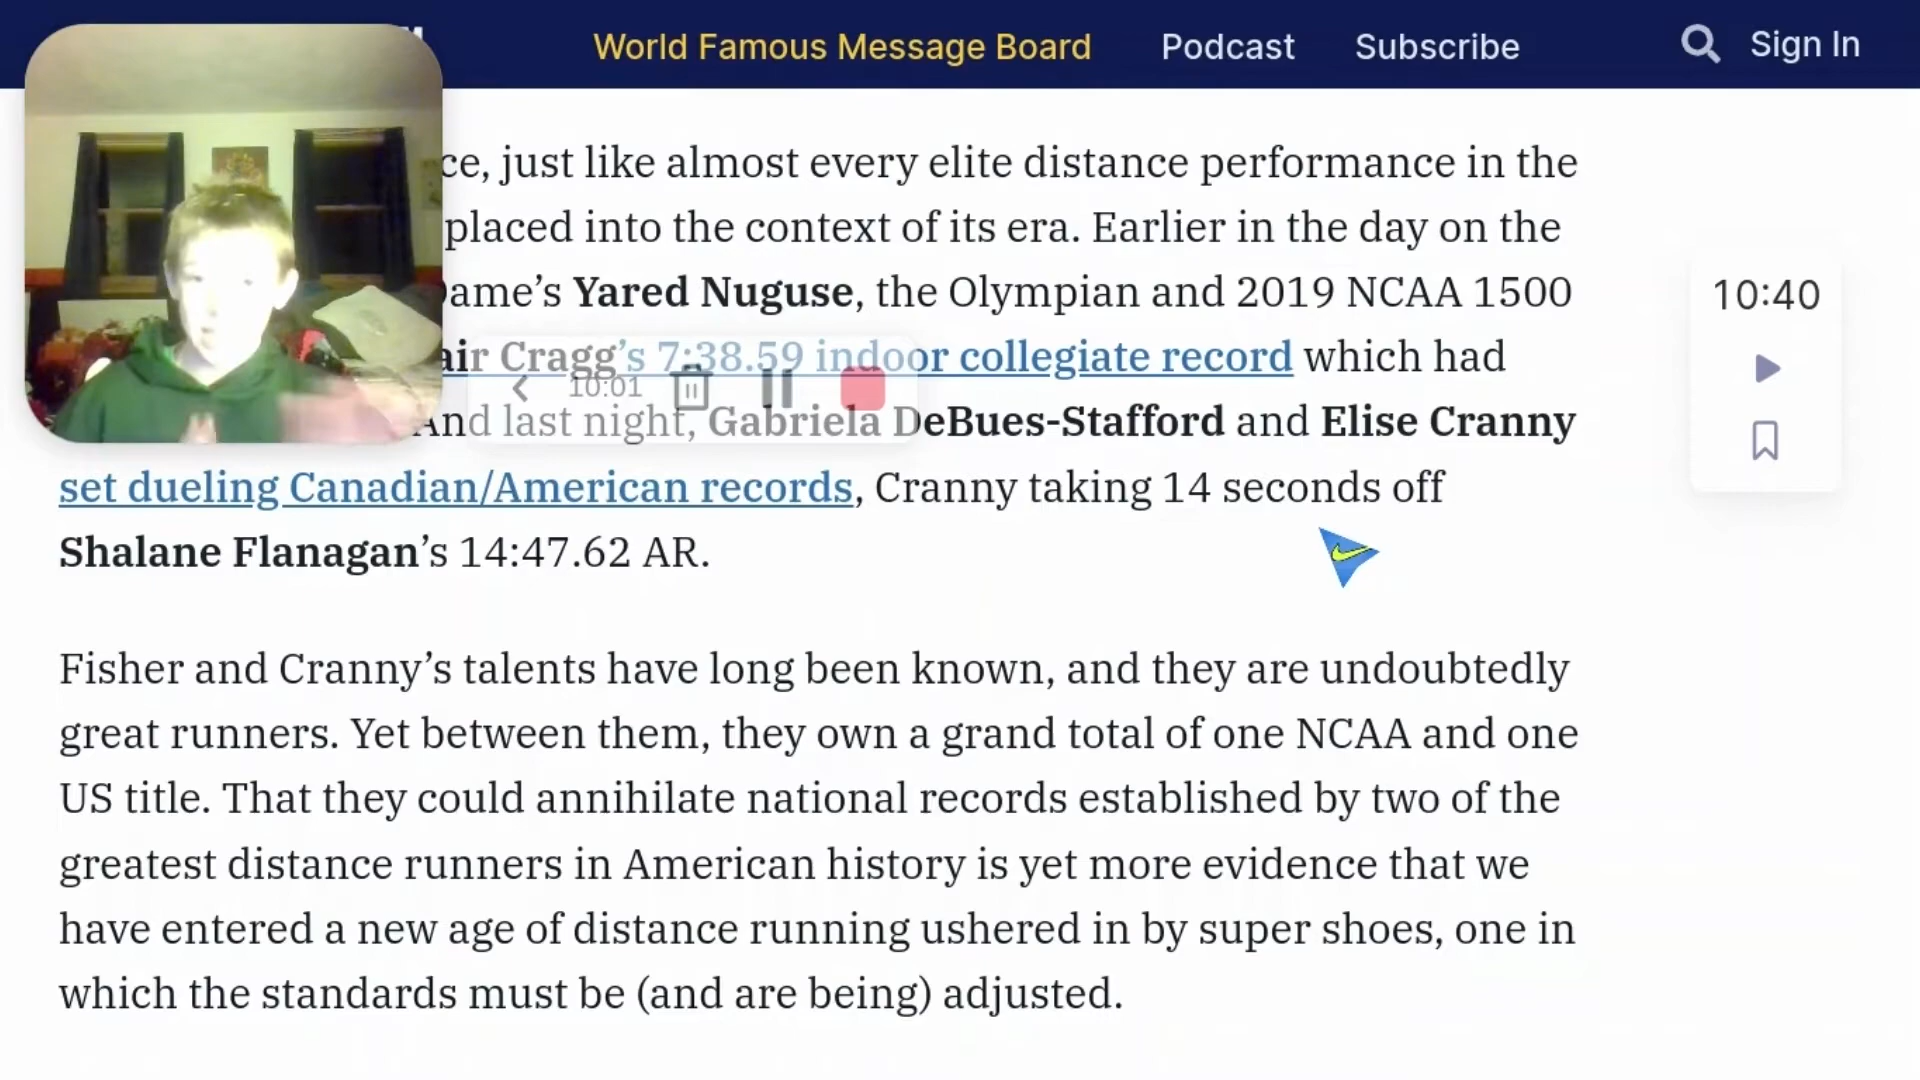 World Famous Message Board Podcast Subscribe Sign In
just like almost every elite distance performance in the
placed into the context of its era. Earlier in the day on the
Yared Nuguse, the Olympian and 2019 NCAA 1500
Cragg’s 7:38.59 indoor collegiate record which had
And last night, Gabriela DeBues-Stafford and Elise Cranny
set dueling Canadian/American records, Cranny taking 14 seconds off
Shalane Flanagan’s 14:47.62 AR.
10:40
10:01
Fisher and Cranny’s talents have long been known, and they are undoubtedly
great runners. Yet between them, they own a grand total of one NCAA and one
US title. That they could annihilate national records established by two of the
greatest distance runners in American history is yet more evidence that we
have entered a new age of distance running ushered in by super shoes, one in
which the standards must be (and are being) adjusted.